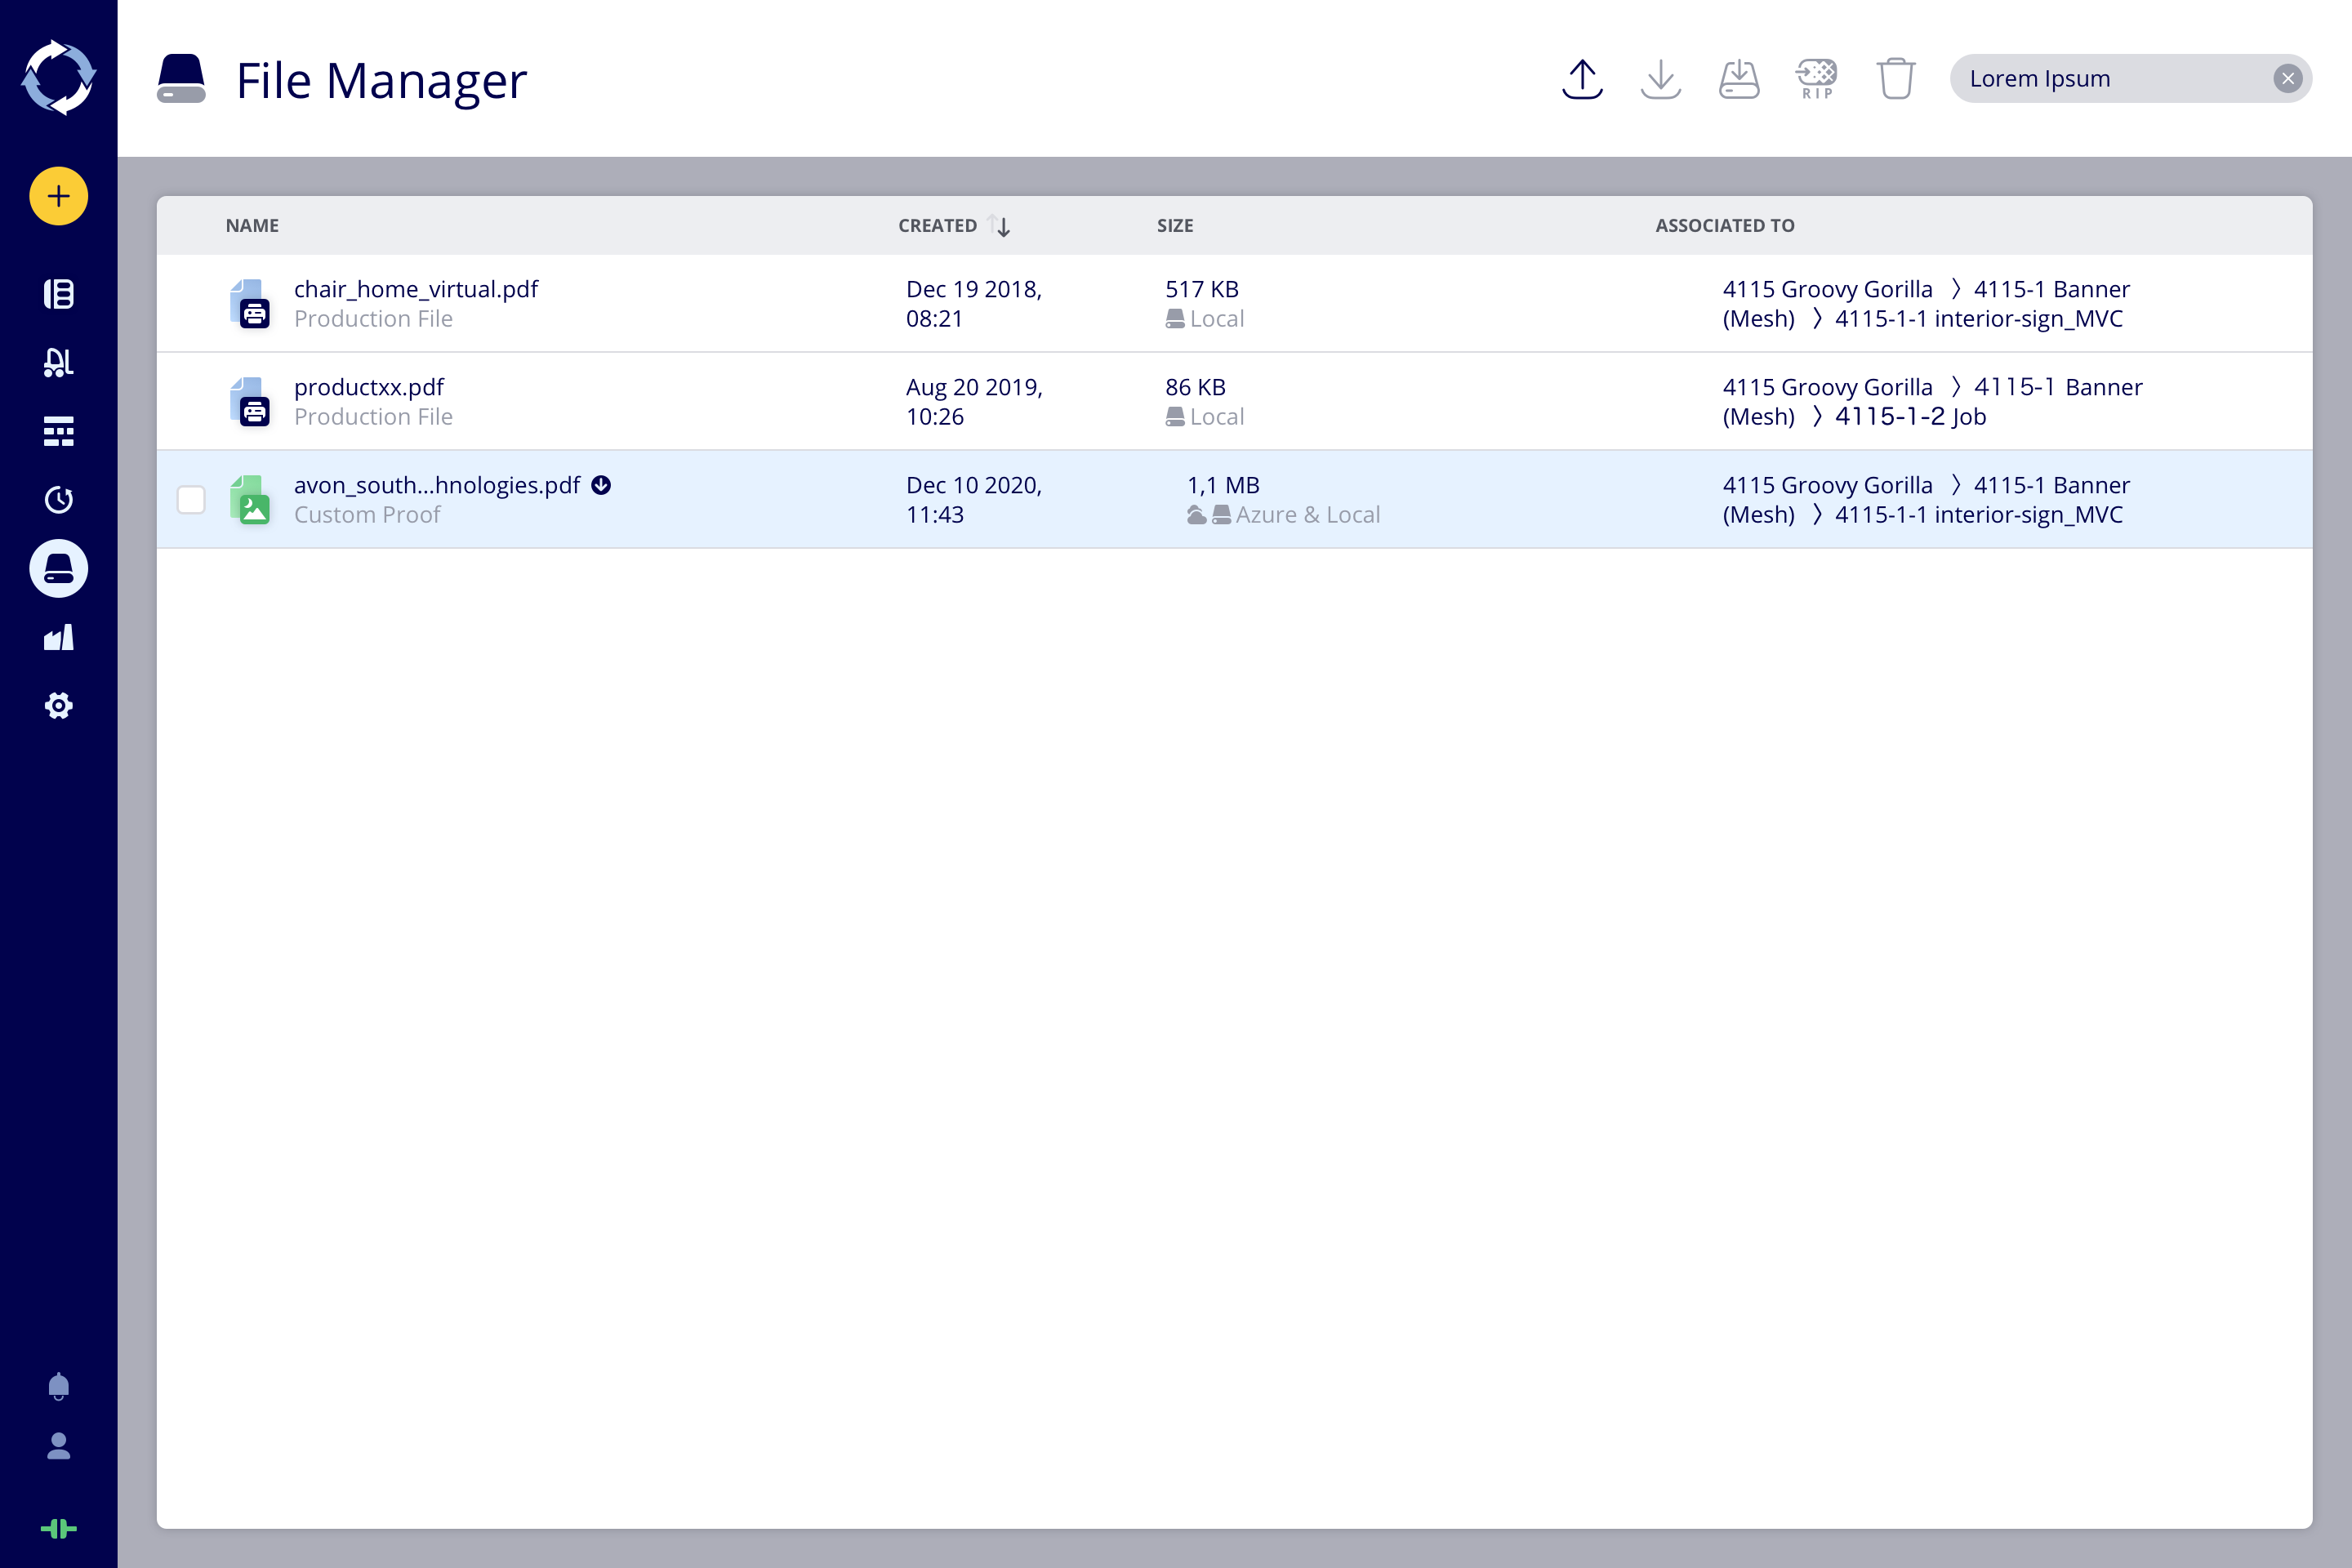 File Manager
RIP
Lorem Ipsum
NAME CREATED SIZE ASSOCIATED TO
chair_home_virtual.pdf
Production File
Dec 19 2018,
08:21
517 KB
Local
4115 Groovy Gorilla 〉 4115-1 Banner
(Mesh) 〉 4115-1-1 interior-sign_MVC
productxx.pdf
Production File
Aug 20 2019,
10:26
86 KB
Local
4115 Groovy Gorilla 〉 4115-1 Banner
(Mesh) 〉 4115-1-2 Job
avon_south...hnologies.pdf
Custom Proof
Dec 10 2020,
11:43
1,1 MB
Azure & Local
4115 Groovy Gorilla 〉 4115-1 Banner
(Mesh) 〉 4115-1-1 interior-sign_MVC